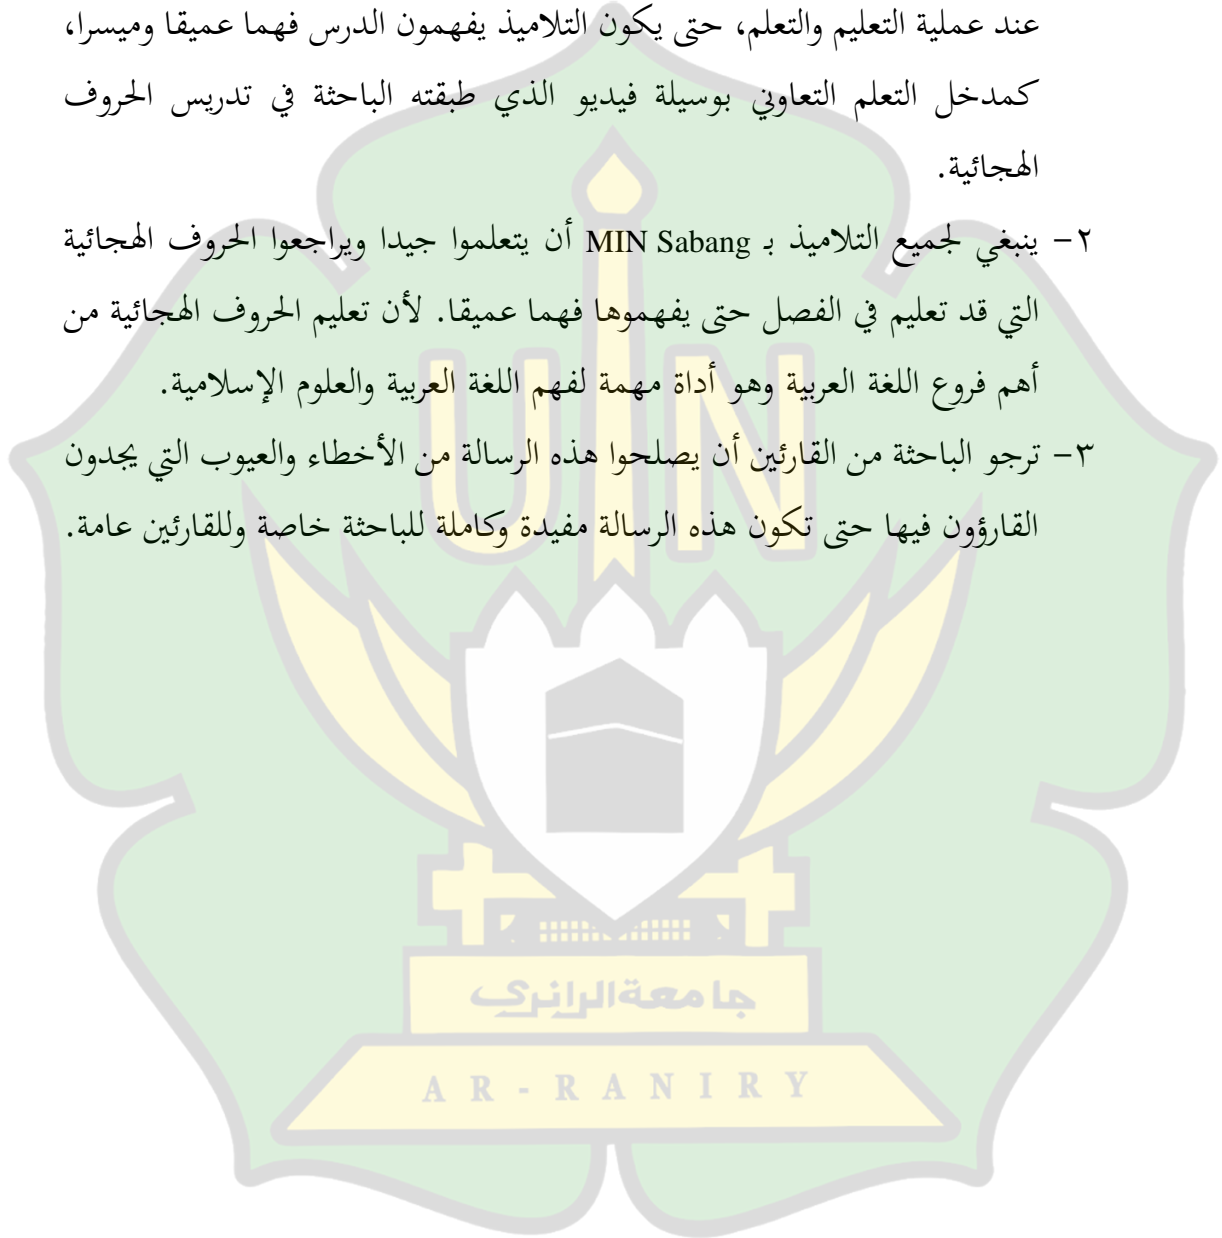 عند عملية التعليم والتعلم، حتى يكون التلاميذ يفهمون الدرس فهما عميقا وميسرا،
كمدخل التعلم التعاوني بوسيلة فيديو الذي طبقته الباحثة في تدريس الحروف
الهجائية.
٢- ينبغي لجميع التلاميذ بـ MIN Sabang أن يتعلموا جيدا ويراجعوا الحروف الهجائية
التي قد تعليم في الفصل حتى يفهموها فهما عميقا. لأن تعليم الحروف الهجائية من
أهم فروع اللغة العربية وهو أداة مهمة لفهم اللغة العربية والعلوم الإسلامية.
٣- ترجو الباحثة من القارئين أن يصلحوا هذه الرسالة من الأخطاء والعيوب التي يجدون
القارؤون فيها حتى تكون هذه الرسالة مفيدة وكاملة للباحثة خاصة وللقارئين عامة.
UIN
جامعة الرانري
AR-RANIRY